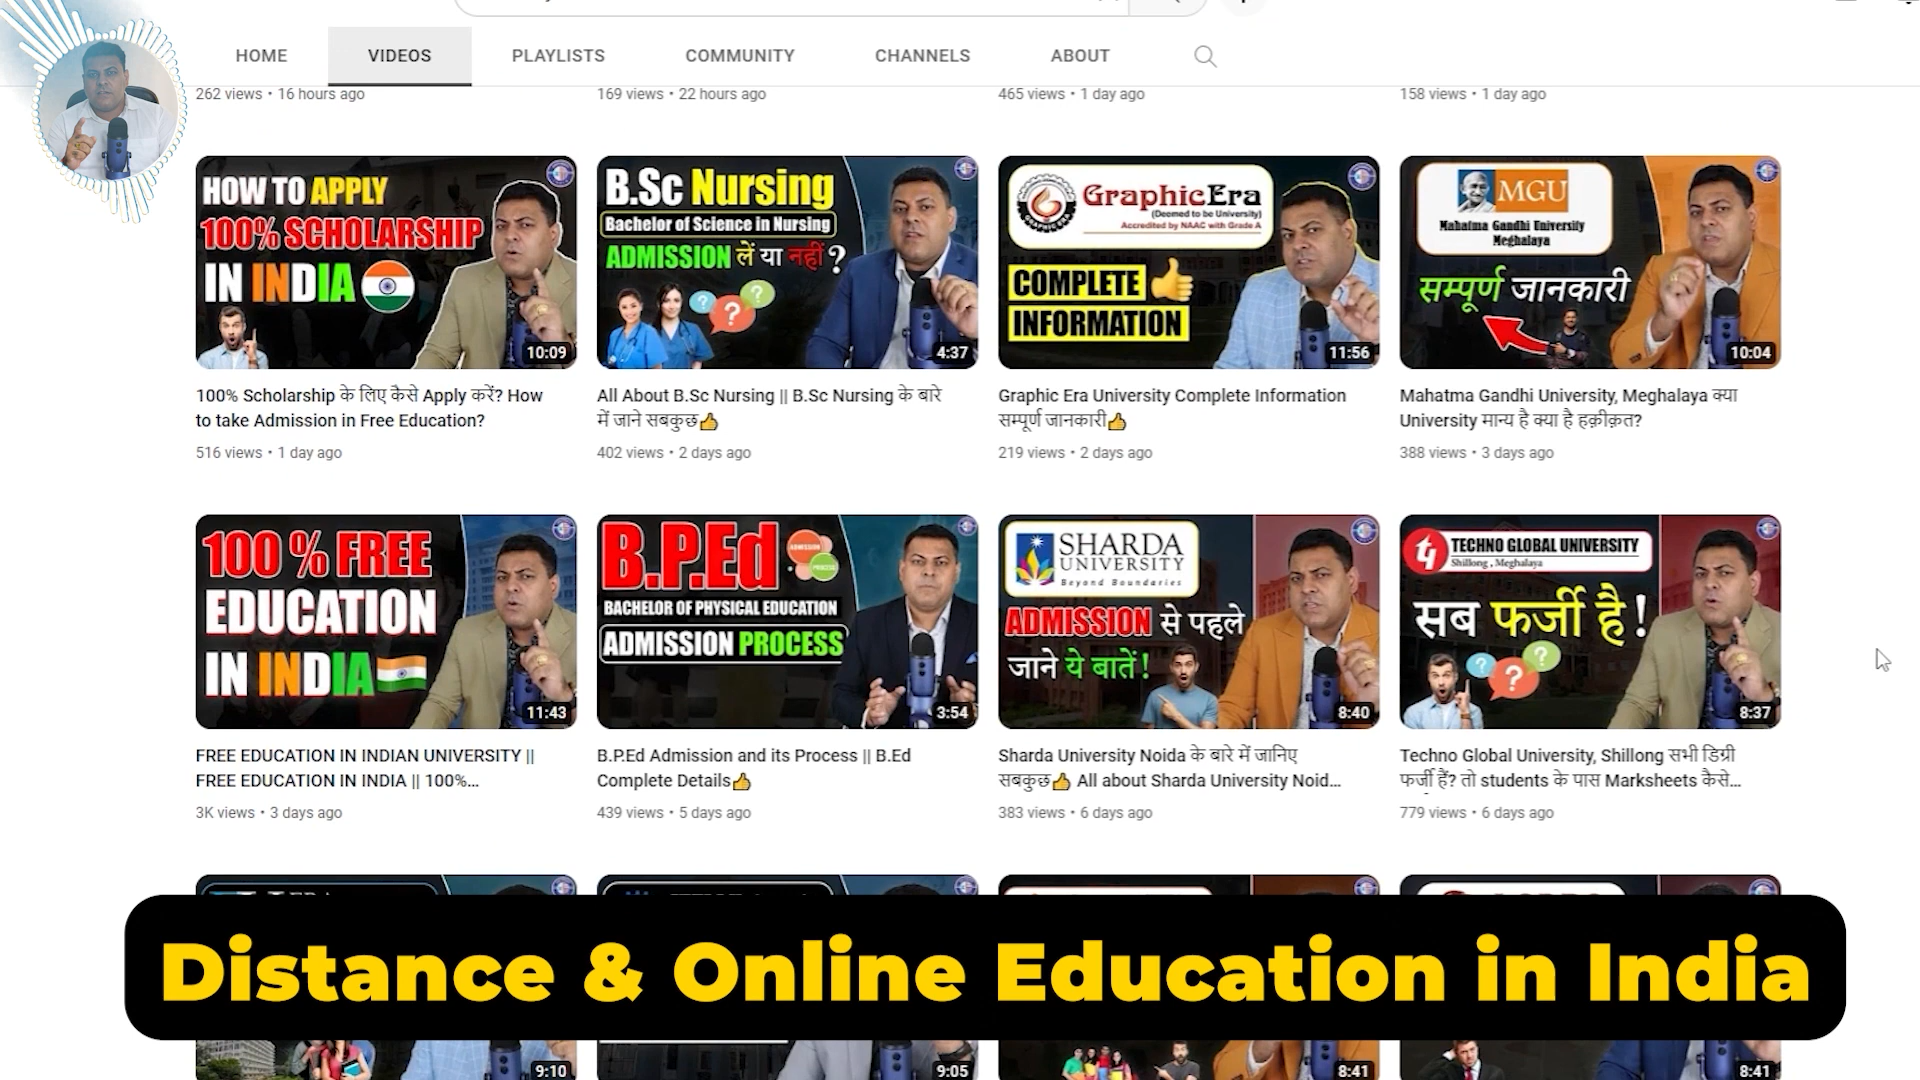 HOME VIDEOS PLAYLISTS COMMUNITY CHANNELS ABOUT
262 views • 16 hours ago
169 views • 22 hours ago
465 views • 1 day ago
158 views • 1 day ago
HOW TO APPLY
100% SCHOLARSHIP
IN INDIA
10:09
100% Scholarship के लिए कैसे Apply करें? How
to take Admission in Free Education?
516 views • 1 day ago
B.Sc Nursing
Bachelor of Science in Nursing
ADMISSION लें या नहीं ?
4:37
All About B.Sc Nursing || B.Sc Nursing के बारे
में जाने सबकुछ👍
402 views • 2 days ago
GraphicEra
(Deemed to be University)
Accredited by NAAC with Grade A
COMPLETE
INFORMATION
11:56
Graphic Era University Complete Information
सम्पूर्ण जानकारी👍
219 views • 2 days ago
MGU
Mahatma Gandhi University
Meghalaya
सम्पूर्ण जानकारी
10:04
Mahatma Gandhi University, Meghalaya क्या
University मान्य है क्या है हक़ीक़त?
388 views • 3 days ago
100 % FREE
EDUCATION
IN INDIA
11:43
FREE EDUCATION IN INDIAN UNIVERSITY ||
FREE EDUCATION IN INDIA || 100%...
3K views • 3 days ago
B.P.Ed
ADMISSION
PROCESS
BACHELOR OF PHYSICAL EDUCATION
ADMISSION PROCESS
3:54
B.P.Ed Admission and its Process || B.Ed
Complete Details👍
439 views • 5 days ago
SHARDA
UNIVERSITY
Beyond Boundaries
ADMISSION से पहले
जाने ये बातें!
8:40
Sharda University Noida के बारे में जानिए
सबकुछ👍 All about Sharda University Noid...
383 views • 6 days ago
TECHNO GLOBAL UNIVERSITY
Shillong , Meghalaya
सब फर्जी है!
8:37
Techno Global University, Shillong सभी डिग्री
फर्जी हैं? तो students के पास Marksheets कैसे...
779 views • 6 days ago
Distance & Online Education in India
9:10
9:05
8:41
8:41